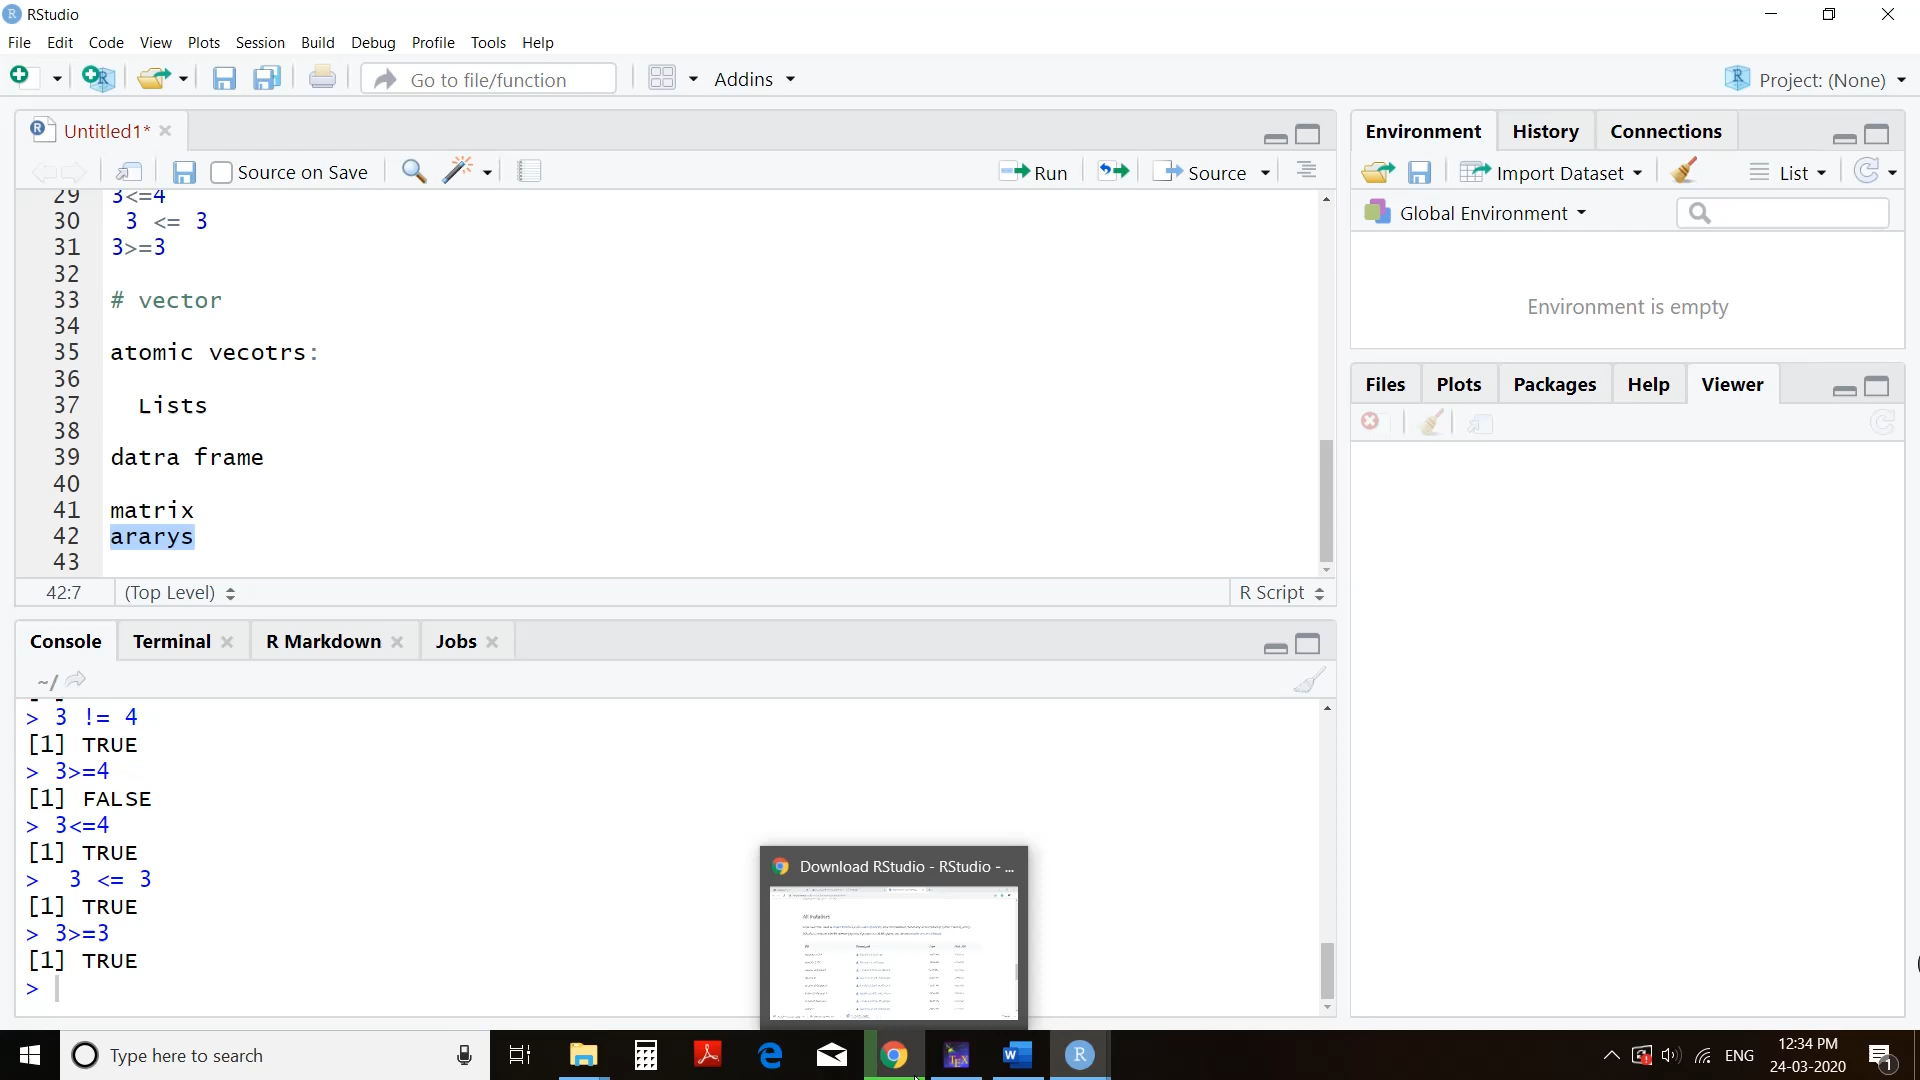 RStudio
File Edit Code View Plots Session Build Debug Profile Tools Help
Go to file/function
Addins
Project: (None)
Untitled1*
Source on Save
Run
Source
29 3<=4
30 3 <= 3
31 3>=3
32
33 # vector
34
35 atomic vecotrs:
36
37 Lists
38
39 datra frame
40
41 matrix
42 ararys
43
42:7 (Top Level) R Script
Console Terminal R Markdown Jobs
~/
> 3 != 4
[1] TRUE
> 3>=4
[1] FALSE
> 3<=4
[1] TRUE
> 3 <= 3
[1] TRUE
> 3>=3
[1] TRUE
>
Environment History Connections
Import Dataset List
Global Environment
Environment is empty
Files Plots Packages Help Viewer
Download RStudio - RStudio - ...
All Installers
Type here to search
ENG
12:34 PM
24-03-2020
1